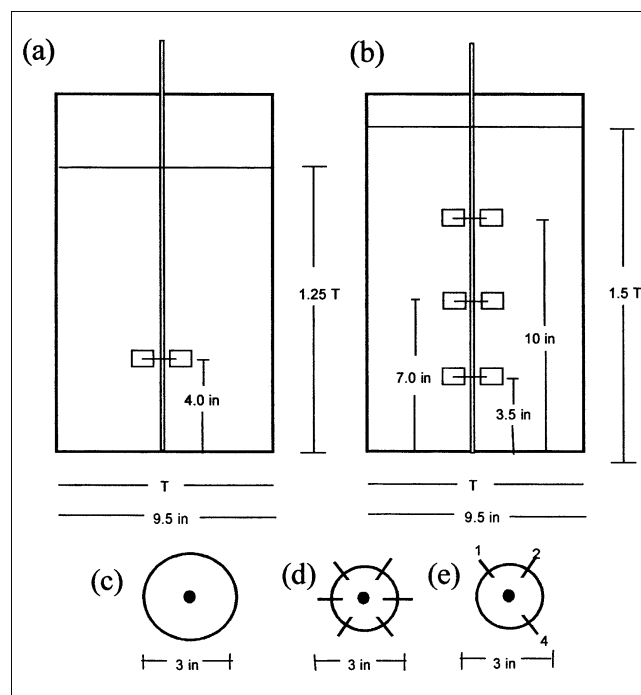 (a)
(b)
1.25 T
4.0 in
1.5 T
10 in
7.0 in
3.5 in
T
9.5 in
T
9.5 in
(c)
(d)
(e)
1
2
4
3 in
3 in
3 in